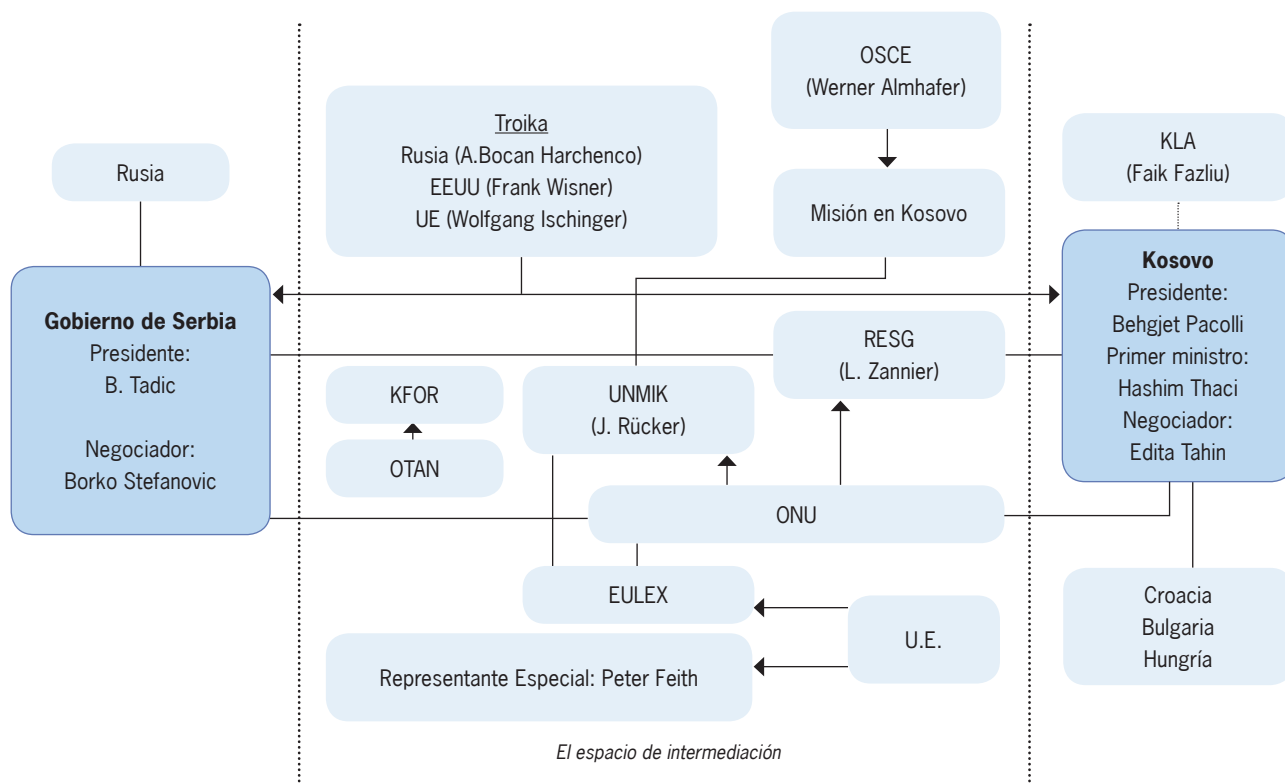 Rusia
Gobierno de Serbia
Presidente:
B. Tadic
Negociador:
Borko Stefanovic
Troika
Rusia (A.Bocan Harchenco)
EEUU (Frank Wisner)
UE (Wolfgang Ischinger)
OSCE
(Werner Almhafer)
Misión en Kosovo
RESG
(L. Zannier)
KFOR
OTAN
UNMIK
(J. Rücker)
ONU
EULEX
U.E.
Representante Especial: Peter Feith
El espacio de intermediación
KLA
(Faik Fazliu)
Kosovo
Presidente:
Behgjet Pacolli
Primer ministro:
Hashim Thaci
Negociador:
Edita Tahin
Croacia
Bulgaria
Hungría